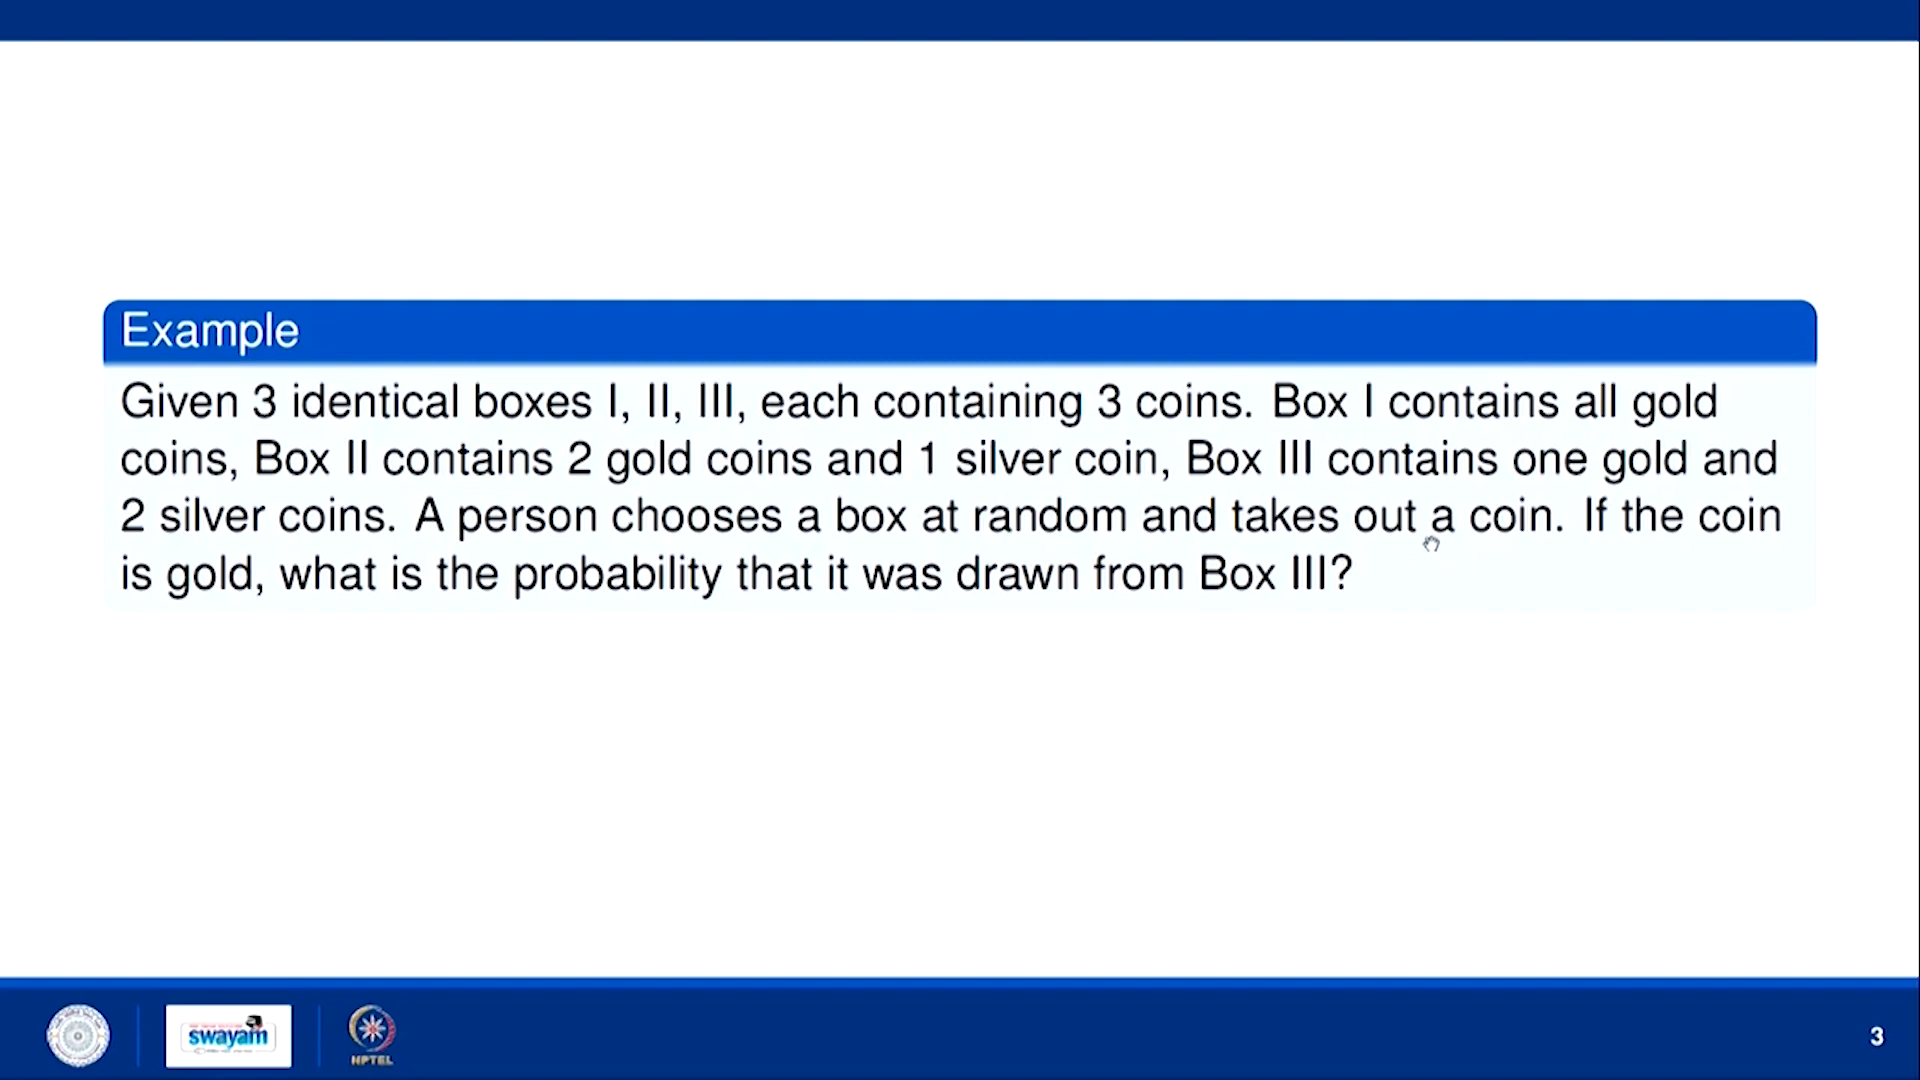 Example
Given 3 identical boxes I, II, III, each containing 3 coins. Box I contains all gold
coins, Box II contains 2 gold coins and 1 silver coin, Box III contains one gold and
2 silver coins. A person chooses a box at random and takes out a coin. If the coin
is gold, what is the probability that it was drawn from Box III?
swayam
NPTEL
3